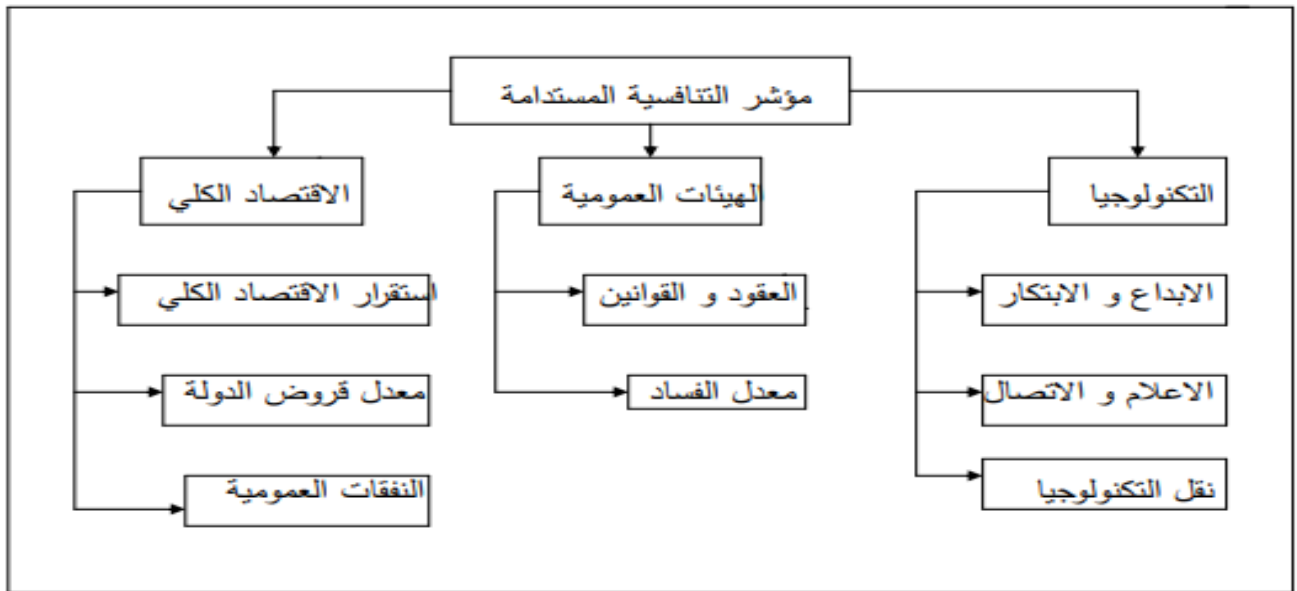 مؤشر التنافسية المستدامة
التكنولوجيا
الهيئات العمومية
الاقتصاد الكلي
الابداع و الابتكار
العقود و القوانين
استقرار الاقتصاد الكلي
الاعلام و الاتصال
معدل الفساد
معدل قروض الدولة
نقل التكنولوجيا
النفقات العمومية